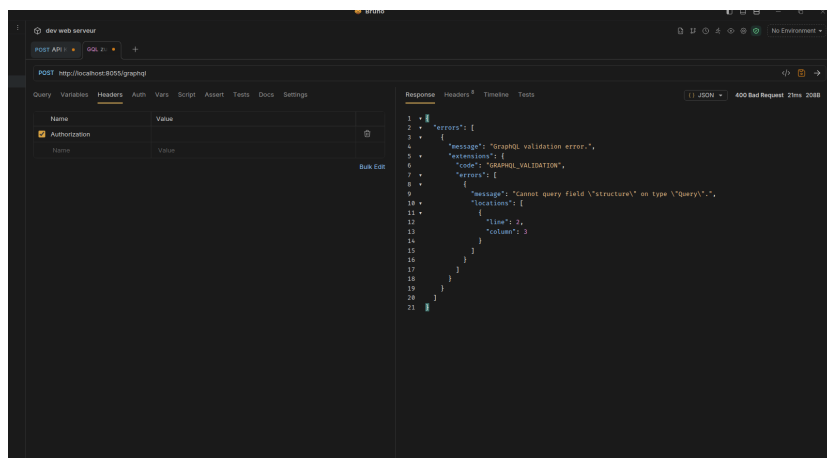 Bruno
dev web serveur
No Environment
POST API
GQL
+
POST http://localhost:8055/graphql
</>
Query Variables Headers Auth Vars Script Assert Tests Docs Settings
Name Value
Authorization
Name Value
Bulk Edit
Response Headers 8 Timeline Tests
{ } JSON 400 Bad Request 21ms 208B
1 {
2 "errors": [
3 {
4 "message": "GraphQL validation error.",
5 "extensions": {
6 "code": "GRAPHQL_VALIDATION",
7 "errors": [
8 {
9 "message": "Cannot query field \"structure\" on type \"Query\".",
10 "locations": [
11 {
12 "line": 2,
13 "column": 3
14 }
15 ]
16 }
17 ]
18 }
19 }
20 ]
21 }